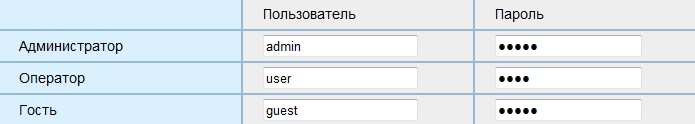 Пользователь Пароль
Администратор admin •••••
Оператор user ••••
Гость guest •••••